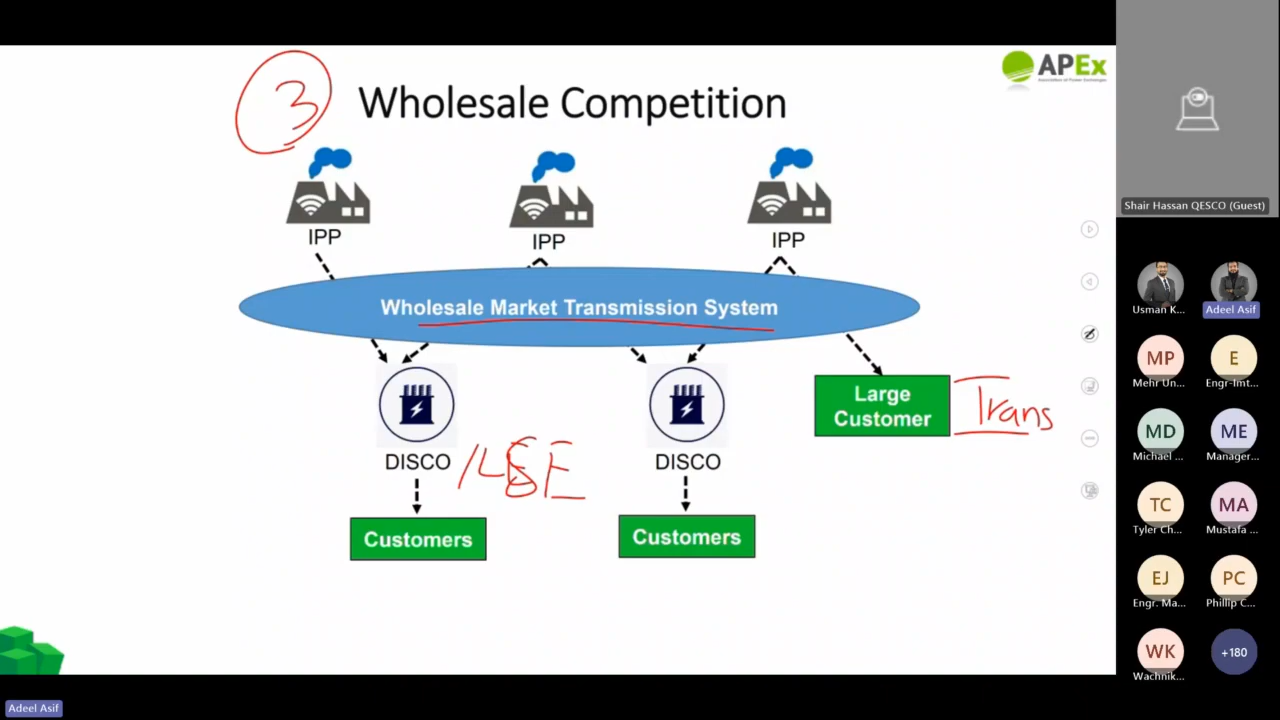 3
Wholesale Competition
APEx
IPP
IPP
IPP
Wholesale Market Transmission System
Large
Customer
Trans
DISCO
/LSE
DISCO
Customers
Customers
Shair Hassan QESCO (Guest)
Usman K...
Adeel Asif
MP
Mehr Un...
E
Engr-Imt...
MD
Michael ...
ME
Manager...
TC
Tyler Ch...
MA
Mustafa ...
EJ
Engr. Ma...
PC
Phillip C...
WK
Wachnik...
+180
Adeel Asif